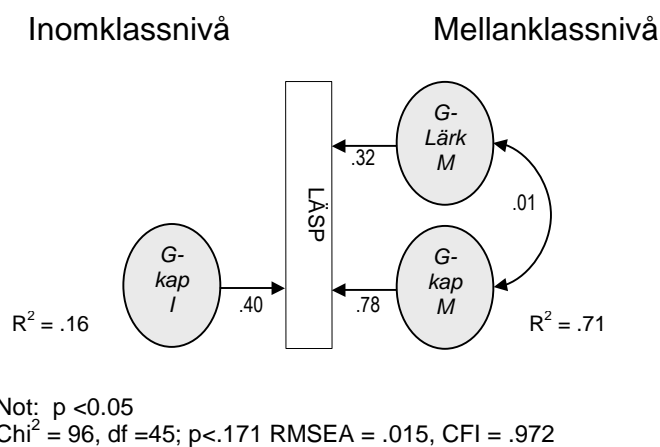 Inomklassnivå
Mellanklassnivå
G-
Lärk
M
.32
LÄSP
.01
G-
kap
I
G-
kap
M
R² = .16
.40
.78
R² = .71
Not: p <0.05
Chi² = 96, df =45; p<.171 RMSEA = .015, CFI = .972